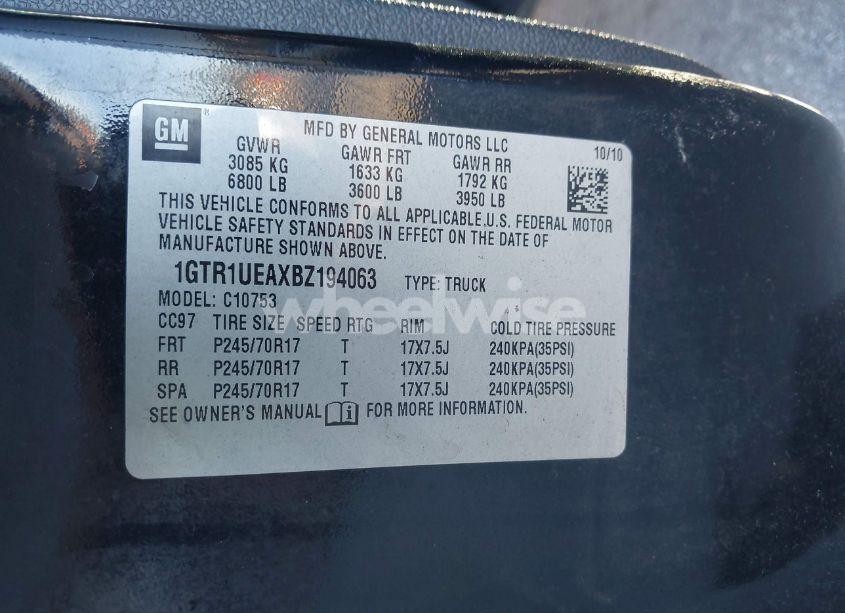 GM ®
MFD BY GENERAL MOTORS LLC
10/10
GVWR GAWR FRT GAWR RR
3085 KG 1633 KG 1792 KG
6800 LB 3600 LB 3950 LB
THIS VEHICLE CONFORMS TO ALL APPLICABLE.U.S. FEDERAL MOTOR
VEHICLE SAFETY STANDARDS IN EFFECT ON THE DATE OF
MANUFACTURE SHOWN ABOVE.
1GTR1UEAXBZ194063 TYPE: TRUCK
MODEL: C10753
wheelwise
CC97 TIRE SIZE SPEED RTG RIM COLD TIRE PRESSURE
FRT P245/70R17 T 17X7.5J 240KPA(35PSI)
RR P245/70R17 T 17X7.5J 240KPA(35PSI)
SPA P245/70R17 T 17X7.5J 240KPA(35PSI)
SEE OWNER'S MANUAL i FOR MORE INFORMATION.